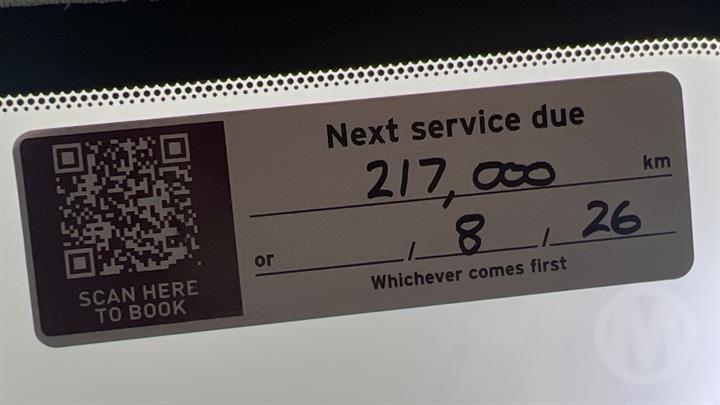 Next service due
217,000 km
or / 8 / 26
Whichever comes first
SCAN HERE
TO BOOK
M